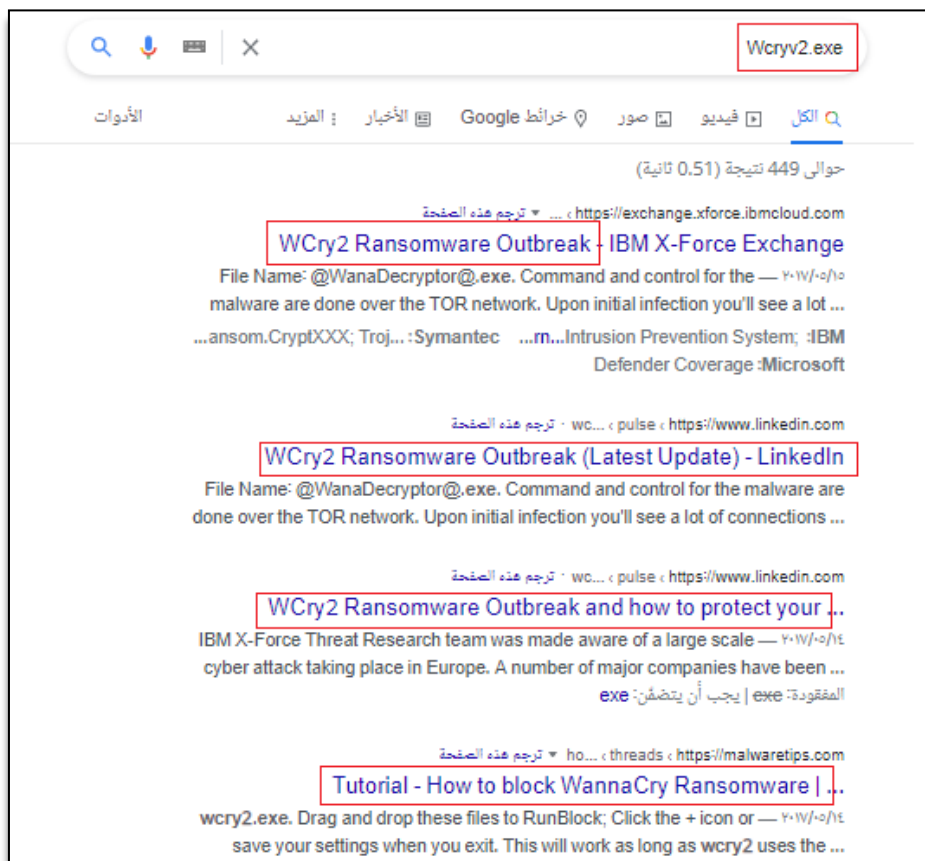 Wcryv2.exe
الكل فيديو صور خرائط Google الأخبار المزيد الأدوات
حوالى 449 نتيجة (0.51 ثانية)
https://exchange.xforce.ibmcloud.com › ... ترجم هذه الصفحة
WCry2 Ransomware Outbreak - IBM X-Force Exchange
٢٠١٧/٠٥/١٥ — File Name: @WanaDecryptor@.exe. Command and control for the
malware are done over the TOR network. Upon initial infection you'll see a lot ...
IBM: Intrusion Prevention System; ...rn... Symantec: ...ansom.CryptXXX; Troj...
Microsoft: Defender Coverage
https://www.linkedin.com › pulse › wc... · ترجم هذه الصفحة
WCry2 Ransomware Outbreak (Latest Update) - LinkedIn
File Name: @WanaDecryptor@.exe. Command and control for the malware are
done over the TOR network. Upon initial infection you'll see a lot of connections ...
https://www.linkedin.com › pulse › wc... · ترجم هذه الصفحة
WCry2 Ransomware Outbreak and how to protect your ...
٢٠١٧/٠٥/١٤ — IBM X-Force Threat Research team was made aware of a large scale
cyber attack taking place in Europe. A number of major companies have been ...
المفقودة: exe | يجب أن يتضمّن: exe
https://malwaretips.com › threads › ho... ترجم هذه الصفحة
Tutorial - How to block WannaCry Ransomware | ...
٢٠١٧/٠٥/١٤ — wcry2.exe. Drag and drop these files to RunBlock; Click the + icon or
save your settings when you exit. This will work as long as wcry2 uses the ...